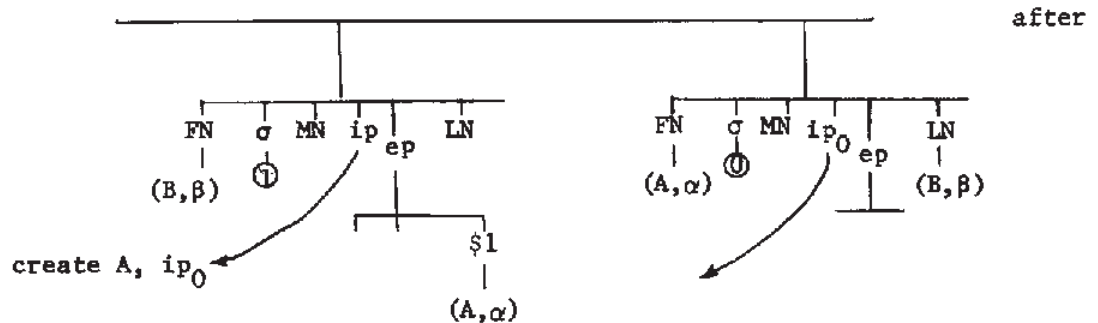 after
FN σ MN ip ep LN
(B,β) ①
$1
(A,α)
create A, ip₀
FN σ MN ip₀ ep LN
(A,α) ⓪ (B,β)